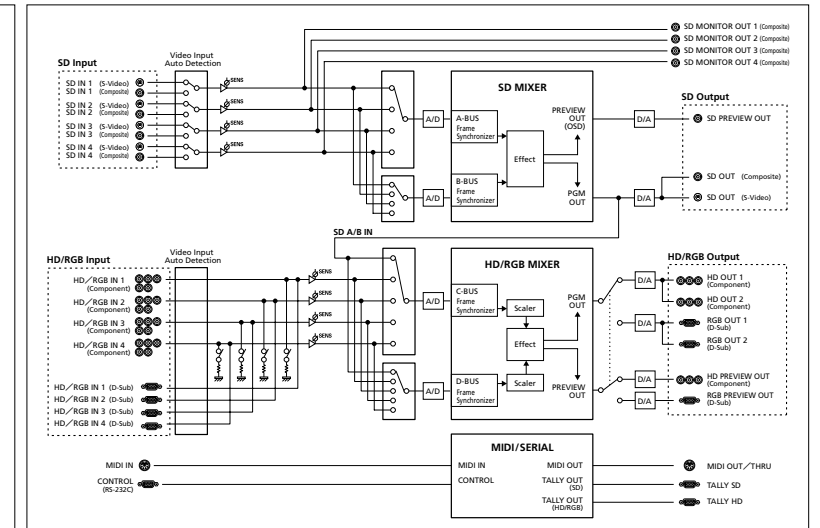 SD MONITOR OUT 1 (Composite)
SD MONITOR OUT 2 (Composite)
SD MONITOR OUT 3 (Composite)
SD MONITOR OUT 4 (Composite)
SD Input
Video Input
Auto Detection
SD IN 1 (S-Video)
SD IN 1 (Composite)
SD IN 2 (S-Video)
SD IN 2 (Composite)
SD IN 3 (S-Video)
SD IN 3 (Composite)
SD IN 4 (S-Video)
SD IN 4 (Composite)
SENS
SENS
SENS
SENS
A/D
A/D
SD MIXER
A-BUS
Frame
Synchronizer
B-BUS
Frame
Synchronizer
Effect
PREVIEW
OUT
(OSD)
PGM
OUT
D/A
D/A
SD Output
SD PREVIEW OUT
SD OUT (Composite)
SD OUT (S-Video)
SD A/B IN
HD/RGB Input
Video Input
Auto Detection
HD/RGB IN 1
(Component)
HD/RGB IN 2
(Component)
HD/RGB IN 3
(Component)
HD/RGB IN 4
(Component)
HD/RGB IN 1 (D-Sub)
HD/RGB IN 2 (D-Sub)
HD/RGB IN 3 (D-Sub)
HD/RGB IN 4 (D-Sub)
SENS
SENS
SENS
SENS
A/D
A/D
HD/RGB MIXER
C-BUS
Frame
Synchronizer
D-BUS
Frame
Synchronizer
Scaler
Effect
Scaler
PGM
OUT
PREVIEW
OUT
D/A
D/A
D/A
D/A
HD/RGB Output
HD OUT 1
(Component)
HD OUT 2
(Component)
RGB OUT 1
(D-Sub)
RGB OUT 2
(D-Sub)
HD PREVIEW OUT
(Component)
RGB PREVIEW OUT
(D-Sub)
MIDI/SERIAL
MIDI IN
CONTROL
(RS-232C)
MIDI IN
CONTROL
MIDI OUT
TALLY OUT
(SD)
TALLY OUT
(HD/RGB)
MIDI OUT/THRU
TALLY SD
TALLY HD